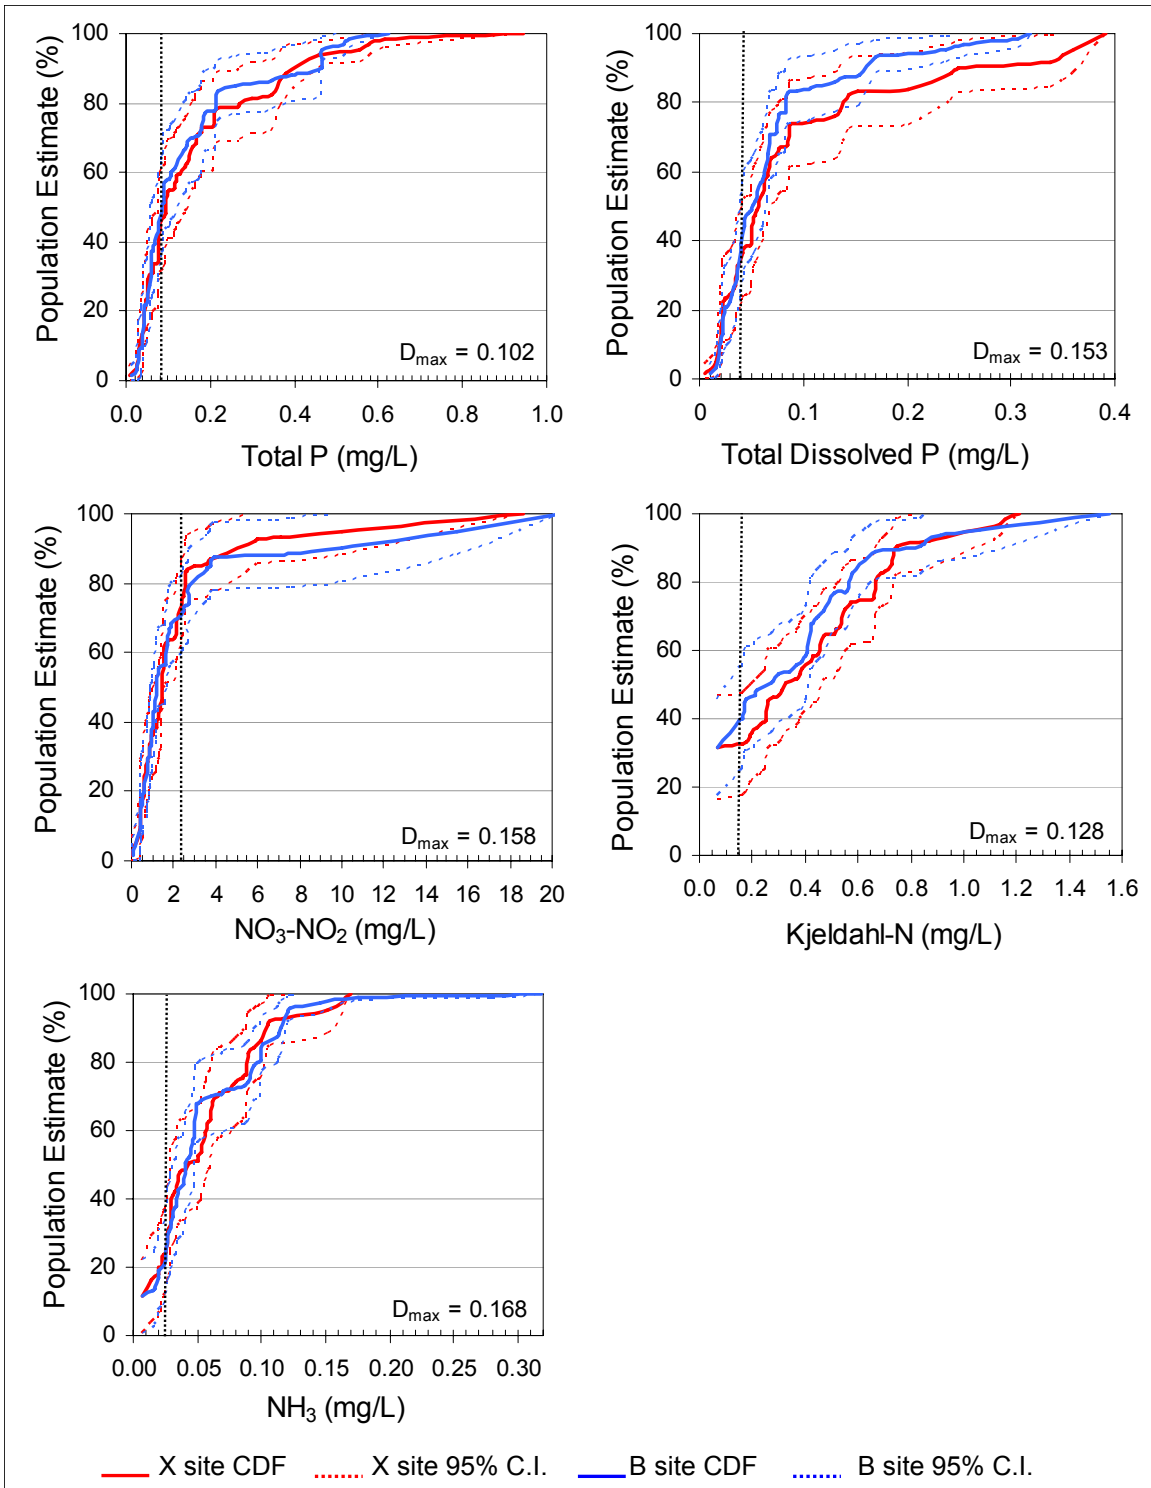 Population Estimate (%)
100
80
60
40
20
0
D_max = 0.102
0.0 0.2 0.4 0.6 0.8 1.0
Total P (mg/L)
Population Estimate (%)
100
80
60
40
20
0
D_max = 0.153
0 0.1 0.2 0.3 0.4
Total Dissolved P (mg/L)
Population Estimate (%)
100
80
60
40
20
0
D_max = 0.158
0 2 4 6 8 10 12 14 16 18 20
NO₃-NO₂ (mg/L)
Population Estimate (%)
100
80
60
40
20
0
D_max = 0.128
0.0 0.2 0.4 0.6 0.8 1.0 1.2 1.4 1.6
Kjeldahl-N (mg/L)
Population Estimate (%)
100
80
60
40
20
0
D_max = 0.168
0.00 0.05 0.10 0.15 0.20 0.25 0.30
NH₃ (mg/L)
X site CDF X site 95% C.I. B site CDF B site 95% C.I.